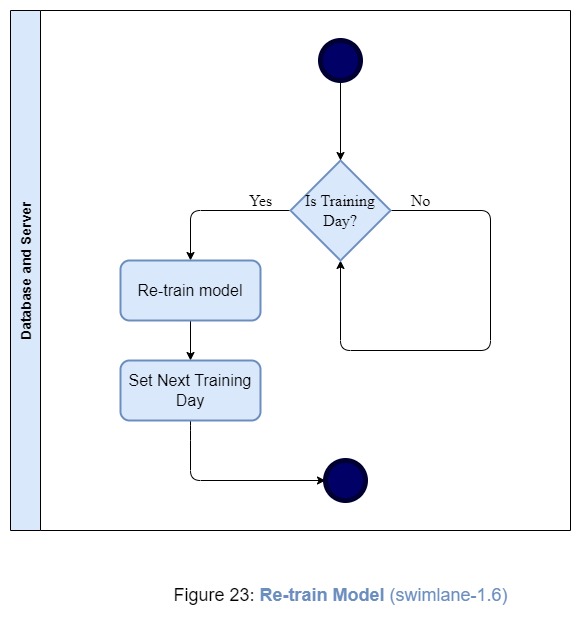 Database and Server
Is Training
Day?
Yes
No
Re-train model
Set Next Training
Day
Figure 23: Re-train Model (swimlane-1.6)